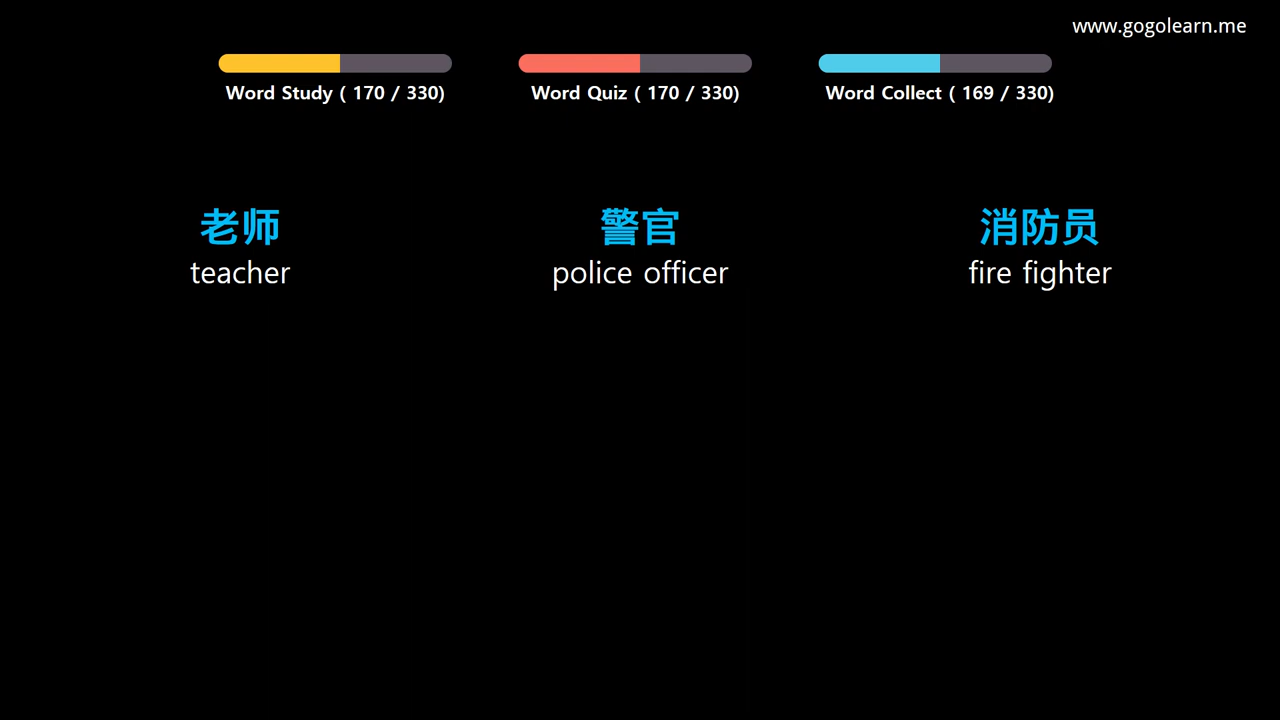 www.gogolearn.me
Word Study ( 170 / 330)
Word Quiz ( 170 / 330)
Word Collect ( 169 / 330)
老师
teacher
警官
police officer
消防员
fire fighter